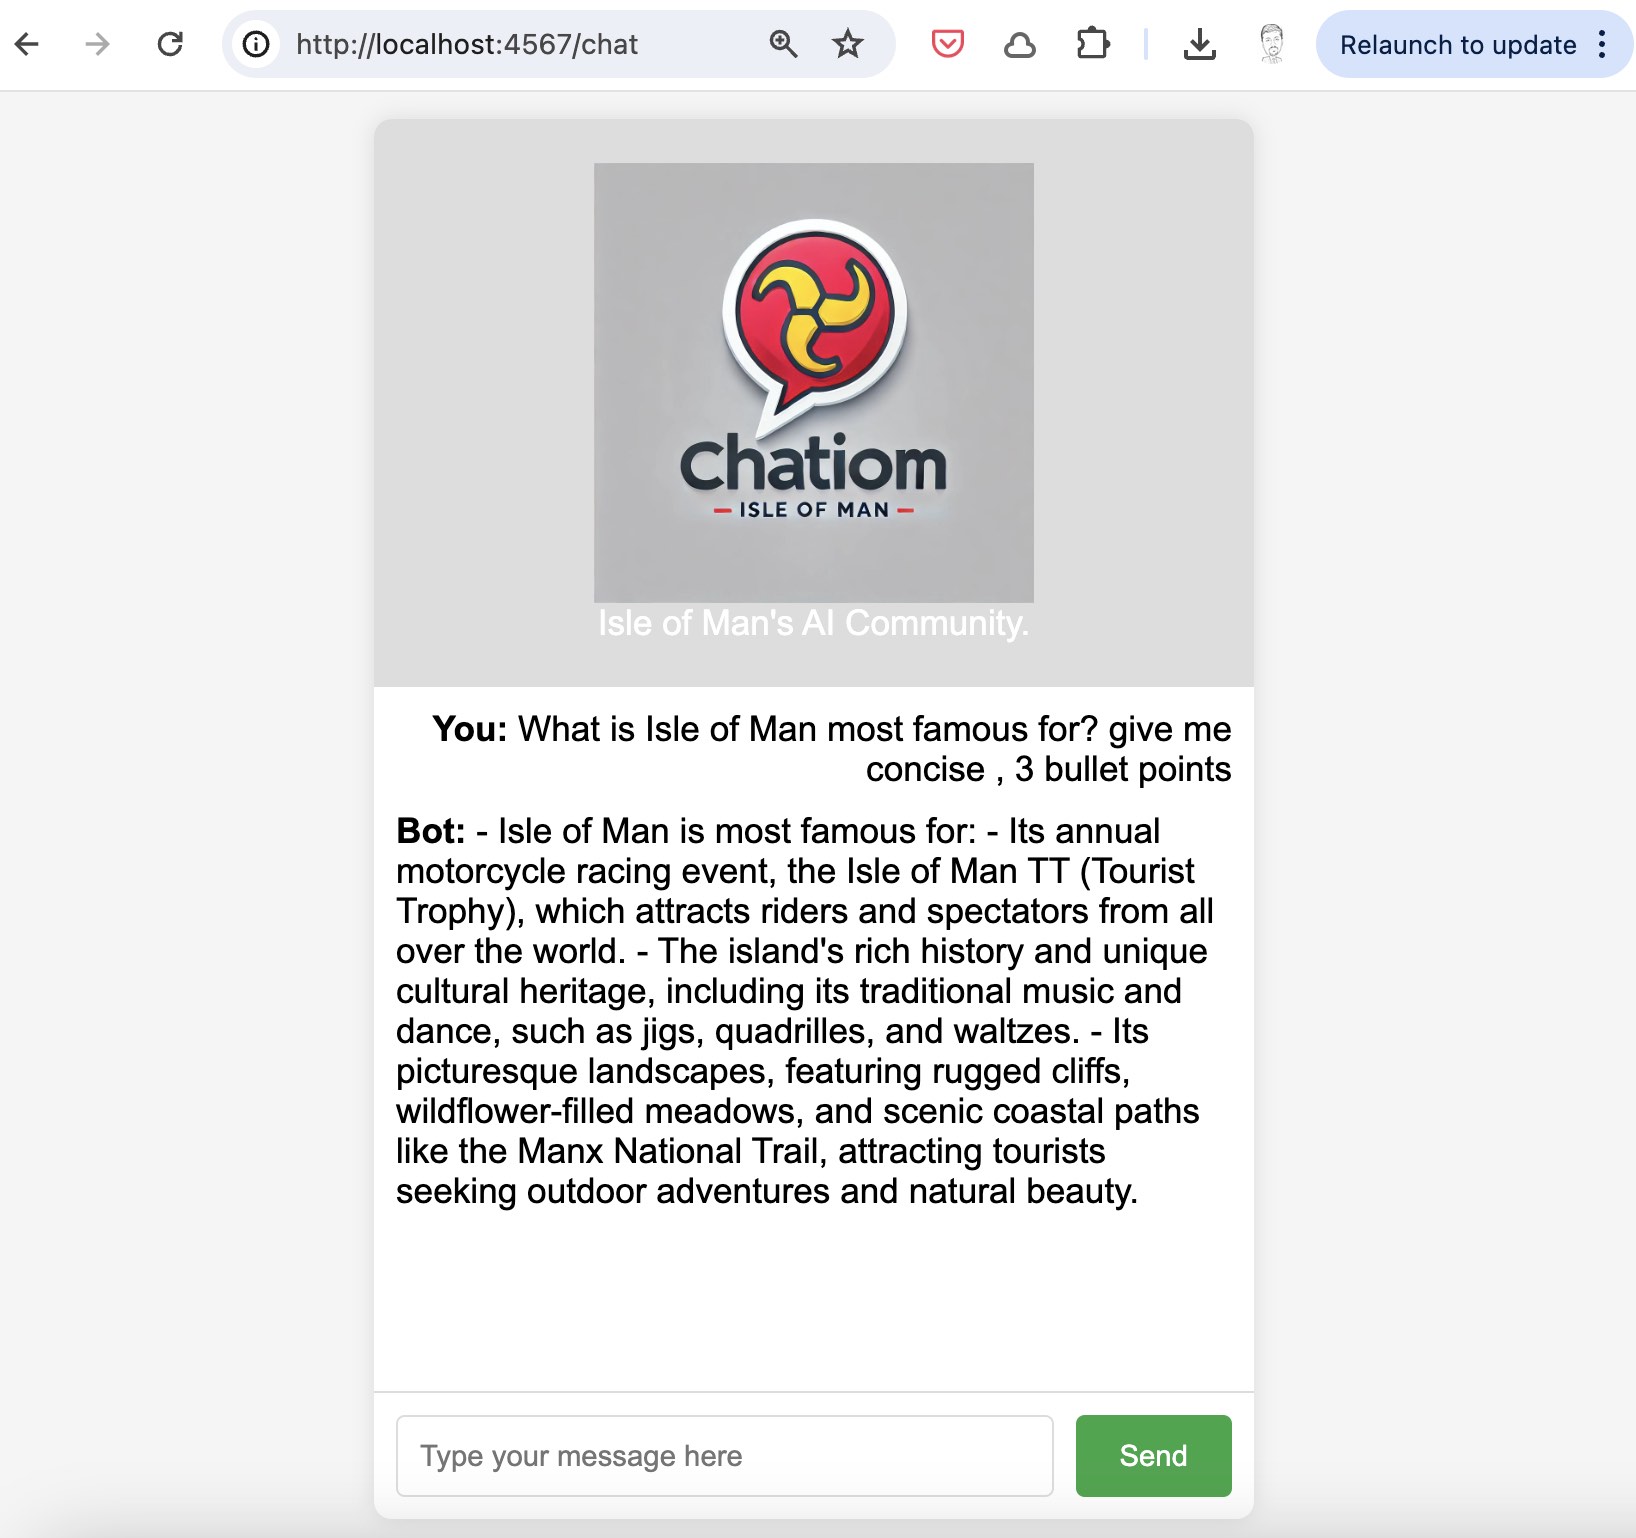 http://localhost:4567/chat
Relaunch to update
Chatiom
ISLE OF MAN
Isle of Man's AI Community.
You: What is Isle of Man most famous for? give me
concise , 3 bullet points
Bot: - Isle of Man is most famous for: - Its annual
motorcycle racing event, the Isle of Man TT (Tourist
Trophy), which attracts riders and spectators from all
over the world. - The island's rich history and unique
cultural heritage, including its traditional music and
dance, such as jigs, quadrilles, and waltzes. - Its
picturesque landscapes, featuring rugged cliffs,
wildflower-filled meadows, and scenic coastal paths
like the Manx National Trail, attracting tourists
seeking outdoor adventures and natural beauty.
Type your message here
Send